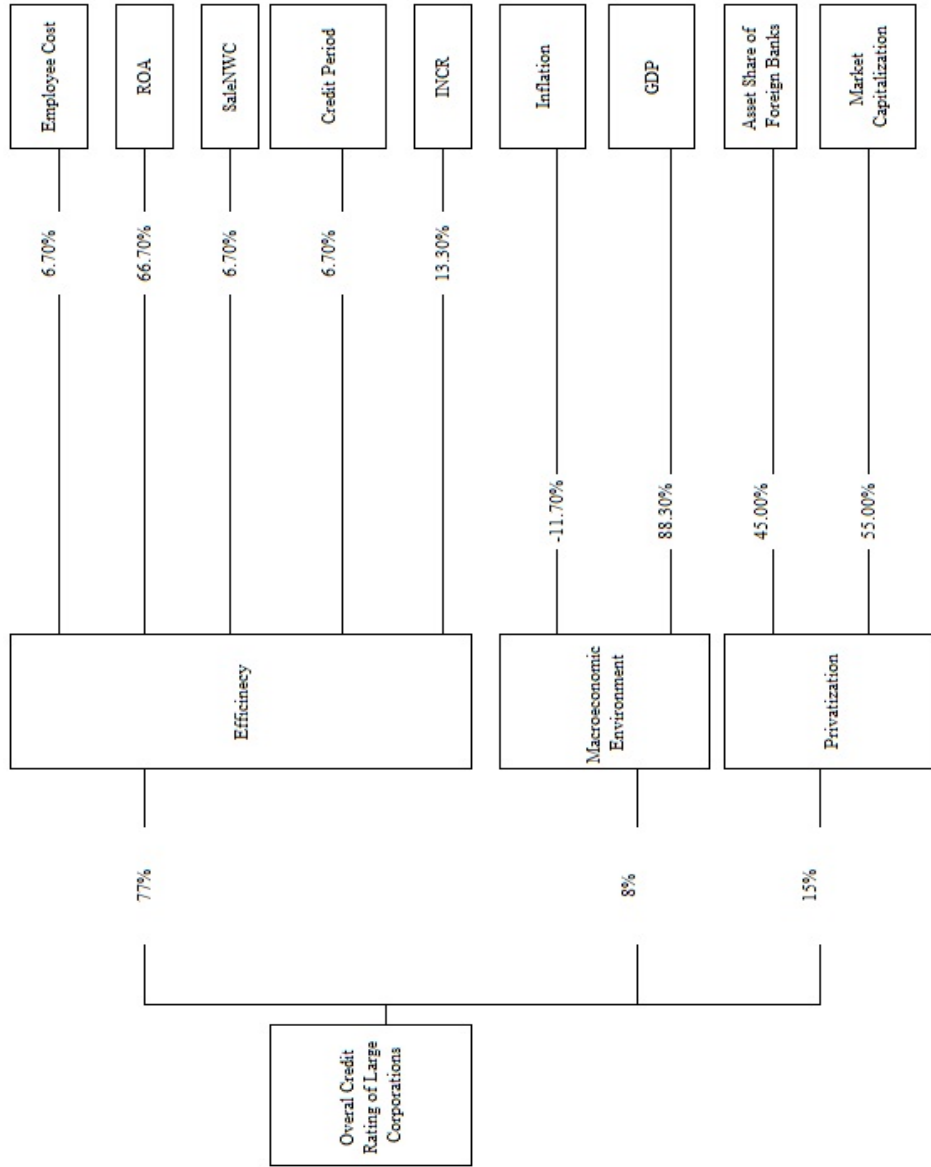 Overal Credit
Rating of Large
Corporations
77%
8%
15%
Efficinecy
Macroeconomic
Environment
Privatization
6.70%
66.70%
6.70%
6.70%
13.30%
-11.70%
88.30%
45.00%
55.00%
Employee Cost
ROA
SaleNWC
Credit Period
INCR
Inflation
GDP
Asset Share of
Foreign Banks
Market
Capitalization